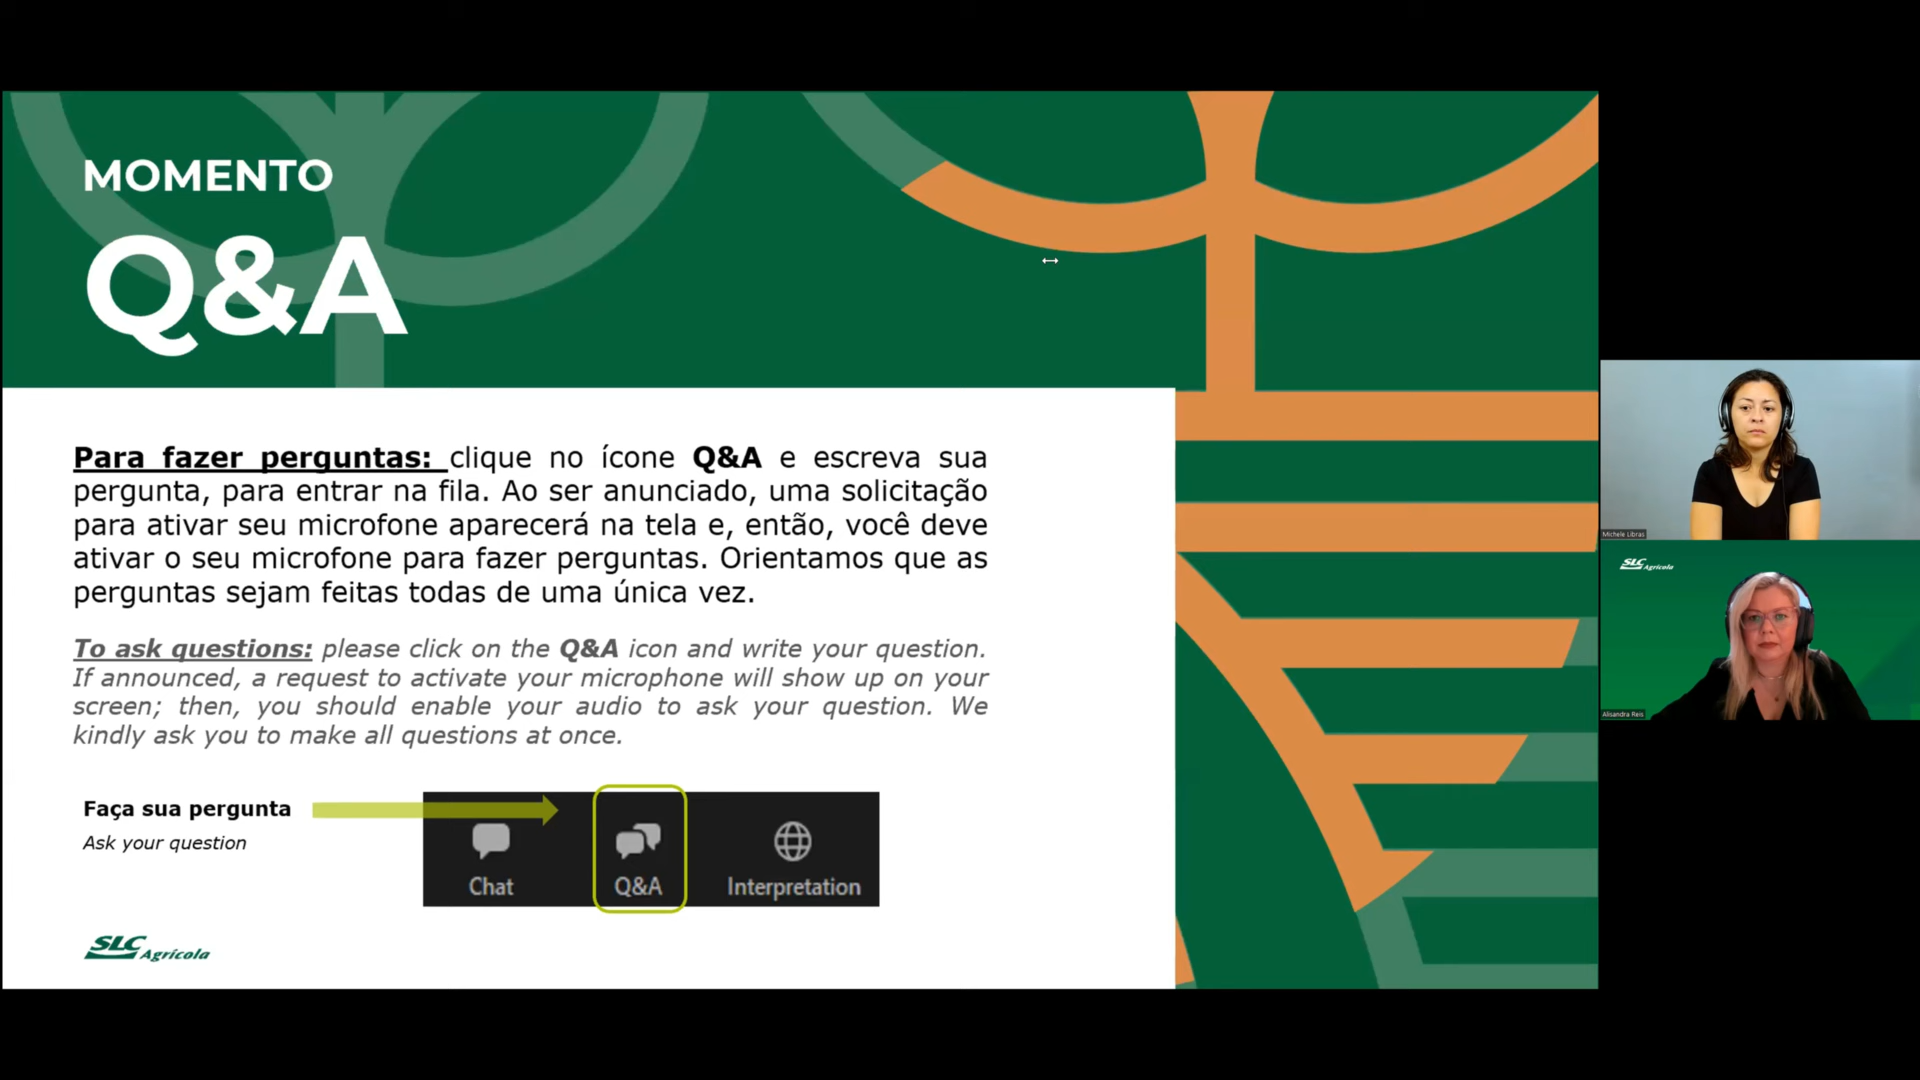 MOMENTO
Q&A
Para fazer perguntas: clique no ícone Q&A e escreva sua
pergunta, para entrar na fila. Ao ser anunciado, uma solicitação
para ativar seu microfone aparecerá na tela e, então, você deve
ativar o seu microfone para fazer perguntas. Orientamos que as
perguntas sejam feitas todas de uma única vez.
To ask questions: please click on the Q&A icon and write your question.
If announced, a request to activate your microphone will show up on your
screen; then, you should enable your audio to ask your question. We
kindly ask you to make all questions at once.
Faça sua pergunta
Ask your question
Chat
Q&A
Interpretation
SLC Agrícola
Michele Libras
SLC Agrícola
Alisandra Reis